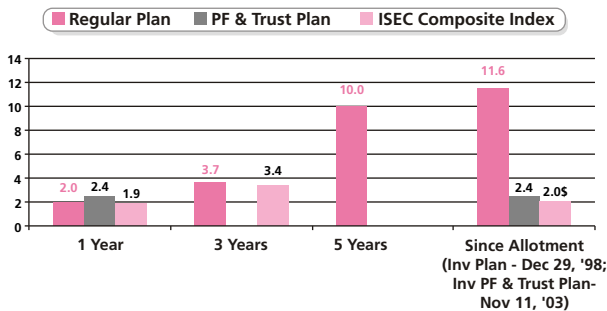 Regular Plan PF & Trust Plan ISEC Composite Index
14
12
10
8
6
4
2
0
2.0
2.4
1.9
3.7
3.4
10.0
11.6
2.4
2.0$
1 Year
3 Years
5 Years
Since Allotment
(Inv Plan - Dec 29, '98;
Inv PF & Trust Plan-
Nov 11, '03)